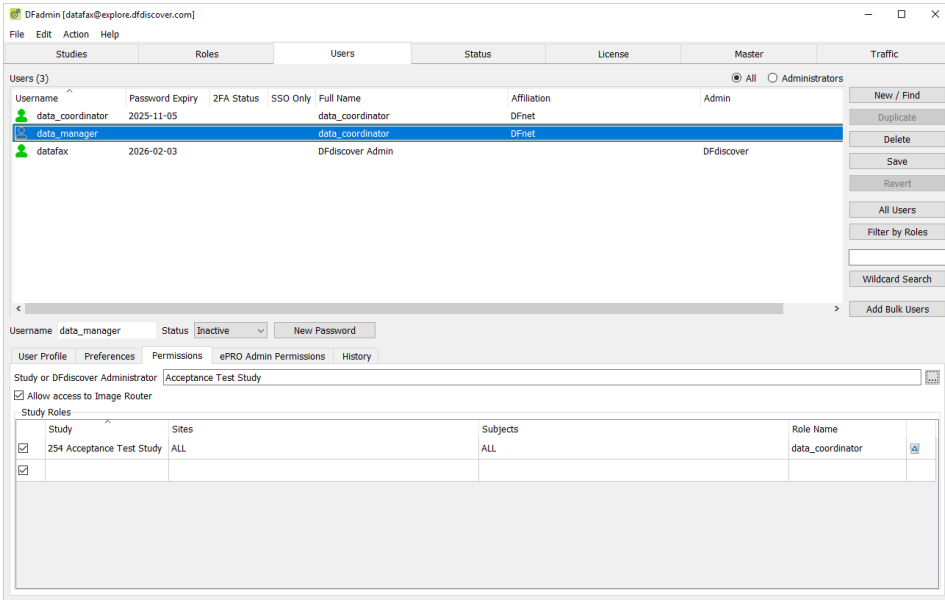 DFadmin [datafax@explore.dfdiscover.com]
File Edit Action Help
Studies Roles Users Status License Master Traffic
Users (3) All Administrators
Username Password Expiry 2FA Status SSO Only Full Name Affiliation Admin
data_coordinator 2025-11-05 data_coordinator DFnet
data_manager data_coordinator DFnet
datafax 2026-02-03 DFdiscover Admin DFdiscover
New / Find
Duplicate
Delete
Save
Revert
All Users
Filter by Roles
Wildcard Search
Add Bulk Users
Username data_manager Status Inactive New Password
User Profile Preferences Permissions ePRO Admin Permissions History
Study or DFdiscover Administrator Acceptance Test Study ...
Allow access to Image Router
Study Roles
Study Sites Subjects Role Name
254 Acceptance Test Study ALL ALL data_coordinator